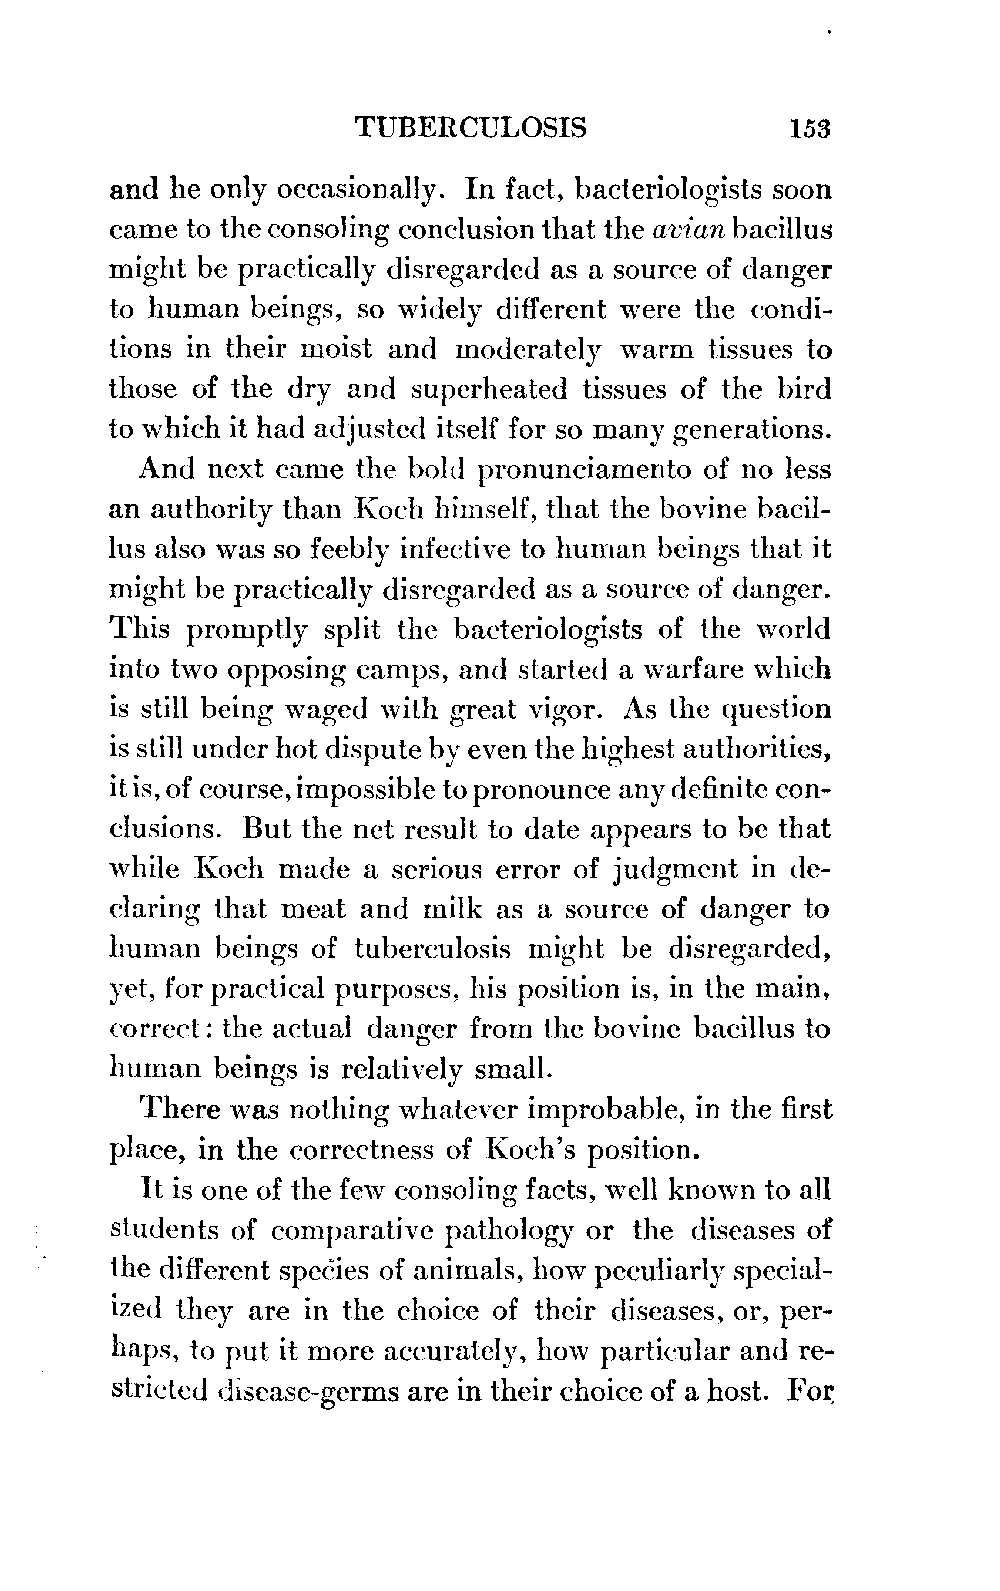 TUBERCULOSIS 153
and he only occasionally. In fact, bacteriologists soon
came to the consoling conclusion that the avian bacillus
might be practically disregarded as a source of danger
to human beings, so widely different were the condi-
tions in their moist and moderately warm tissues to
those of the dry and superheated tissues of the bird
to which it had adjusted itself for so many generations.
And next came the bold pronunciamento of no less
an authority than Koch himself, that the bovine bacil-
lus also was so feebly infective to human beings that it
might be practically disregarded as a source of danger.
This promptly split the bacteriologists of the world
into two opposing camps, and started a warfare which
is still being waged with great vigor. As the question
is still under hot dispute by even the highest authorities,
it is, of course, impossible to pronounce any definite con-
clusions. But the net result to date appears to be that
while Koch made a serious error of judgment in de-
claring that meat and milk as a source of danger to
human beings of tuberculosis might be disregarded,
yet, for practical purposes, his position is, in the main,
correct: the actual danger from the bovine bacillus to
human beings is relatively small.
There was nothing whatever improbable, in the first
place, in the correctness of Koch's position.
It is one of the few consoling facts, well known to all
students of comparative pathology or the diseases of
the different species of animals, how peculiarly special-
ized they are in the choice of their diseases, or, per-
haps, to put it more accurately, how particular and re-
stricted disease-germs are in their choice of a host. For